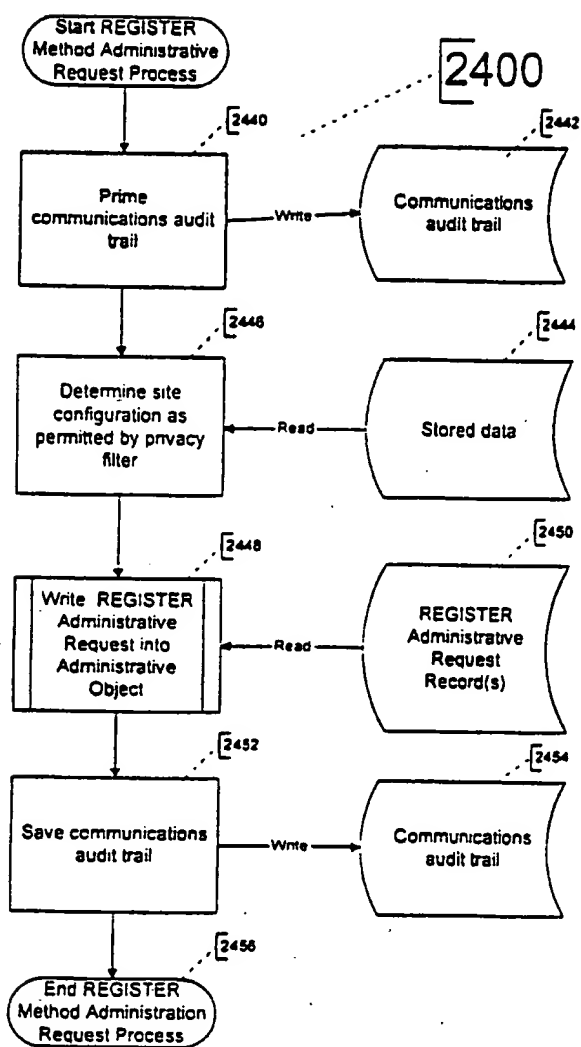 Start REGISTER
Method Administrative
Request Process
2400
2440
2442
Prime
communications audit
trail
Write
Communications
audit trail
2446
2444
Determine site
configuration as
permitted by privacy
filter
Read
Stored data
2448
2450
Write REGISTER
Administrative
Request into
Administrative
Object
Read
REGISTER
Administrative
Request
Record(s)
2452
2454
Save communications
audit trail
Write
Communications
audit trail
2456
End REGISTER
Method Administration
Request Process